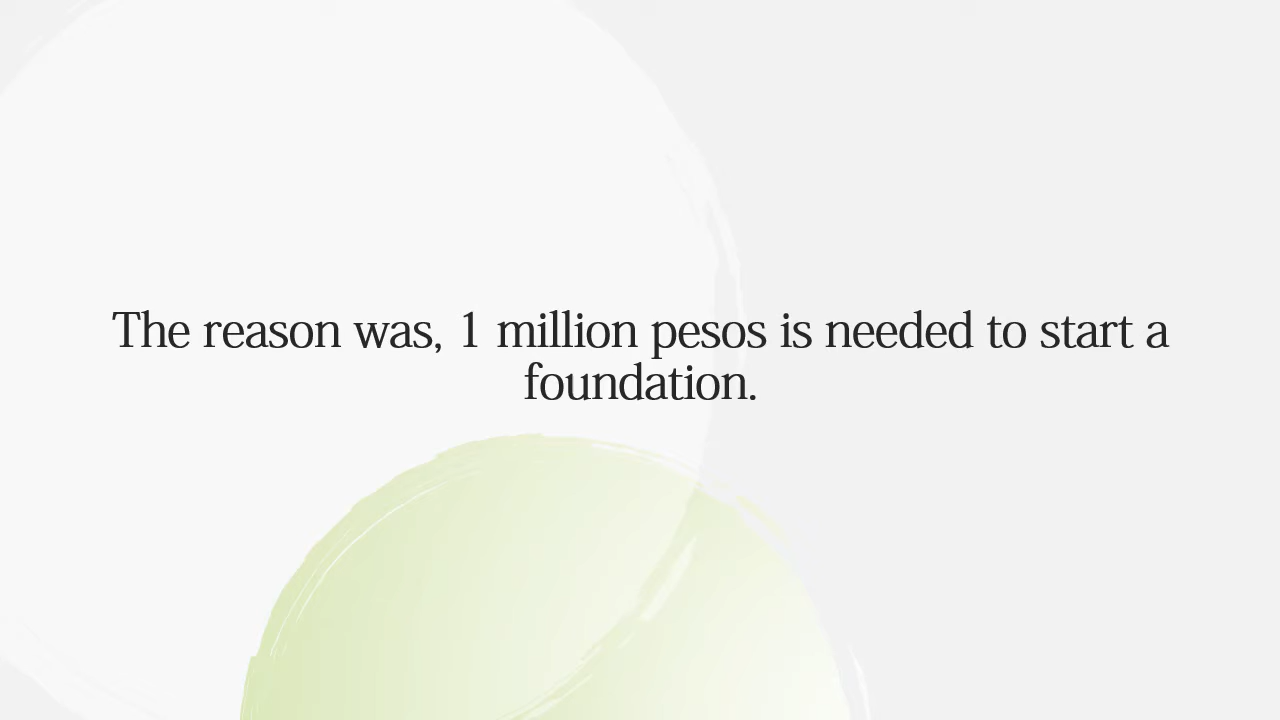 The reason was, 1 million pesos is needed to start a
foundation.